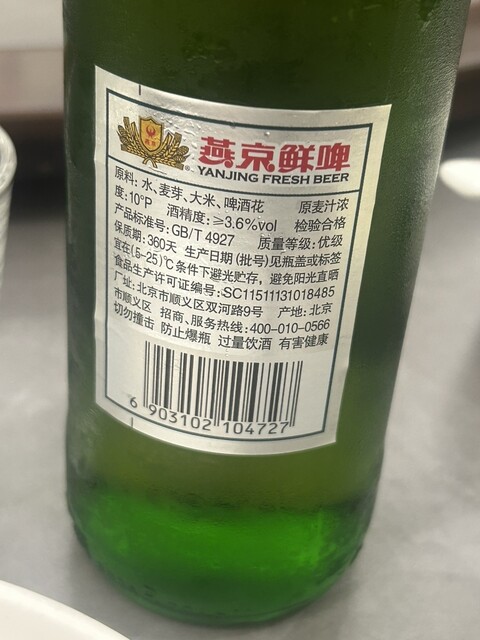 燕京鲜啤
YANJING FRESH BEER
原料: 水、麦芽、大米、啤酒花 原麦汁浓
度: 10°P 酒精度: ≥3.6%vol 检验合格
产品标准号: GB/T 4927 质量等级: 优级
保质期: 360天 生产日期(批号)见瓶盖或标签
宜在(5-25)℃条件下避光贮存，避免阳光直晒
食品生产许可证编号: SC11511131018485
厂址: 北京市顺义区双河路9号 产地: 北京
市顺义区 招商、服务热线: 400-010-0566
切勿撞击 防止爆瓶 过量饮酒 有害健康
6 903102 104727